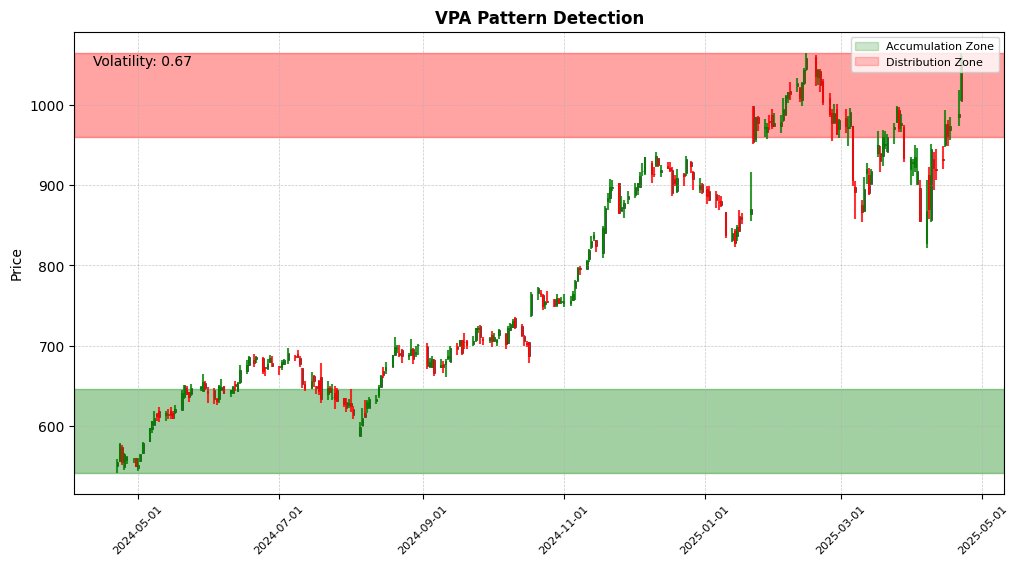 VPA Pattern Detection
Volatility: 0.67
Accumulation Zone
Distribution Zone
Price
1000
900
800
700
600
2024-05-01
2024-07-01
2024-09-01
2024-11-01
2025-01-01
2025-03-01
2025-05-01